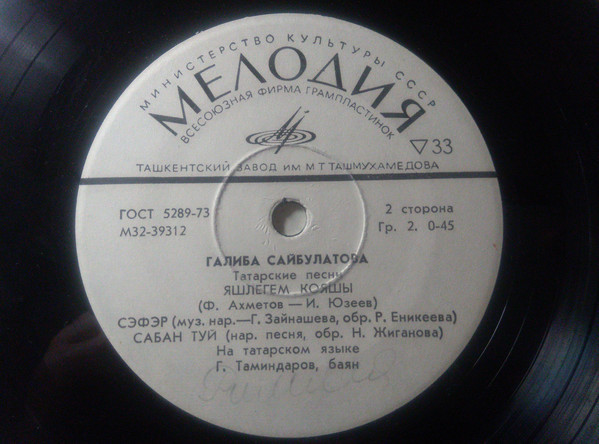 МИНИСТЕРСТВО КУЛЬТУРЫ СССР
МЕЛОДИЯ
ВСЕСОЮЗНАЯ ФИРМА ГРАМПЛАСТИНОК
▽33
ТАШКЕНТСКИЙ ЗАВОД ИМ М Т ТАШМУХАМЕДОВА
ГОСТ 5289-73
М32-39312
2 сторона
Гр. 2. 0-45
ГАЛИБА САЙБУЛАТОВА
Татарские песни
ЯШЛЕГЕМ КОЯШЫ
(Ф. Ахметов — И. Юзеев)
СЭФЭР (муз. нар.—Г. Зайнашева, обр. Р. Еникеева)
САБАН ТУЙ (нар. песня, обр. Н. Жиганова)
На татарском языке
Г. Таминдаров, баян